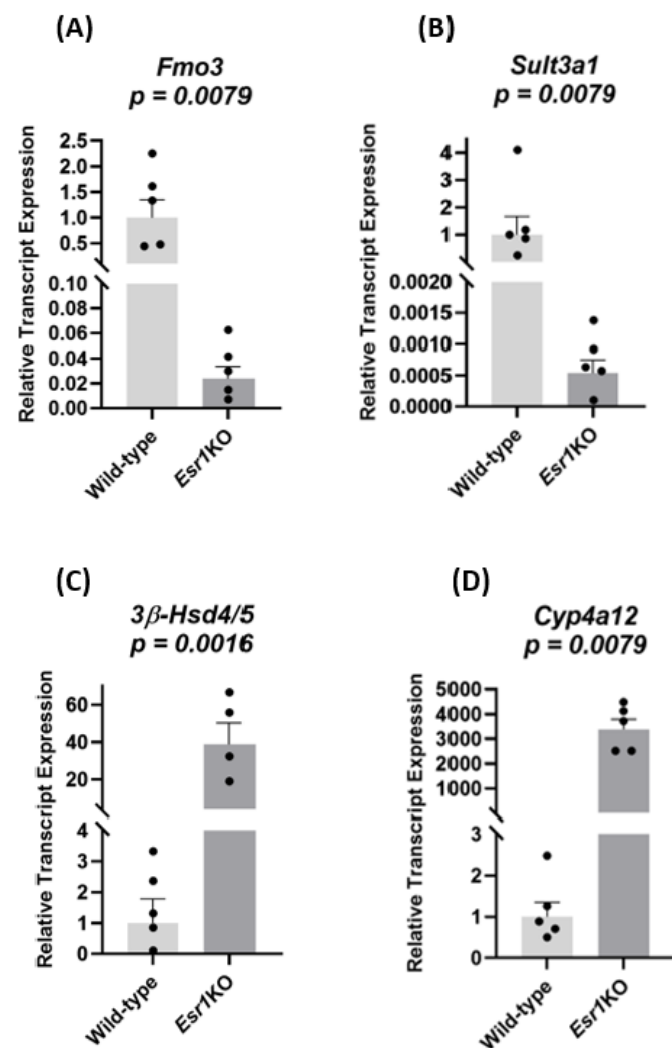 (A)
Fmo3
p = 0.0079
Relative Transcript Expression
2.5
2.0
1.5
1.0
0.5
0.10
0.08
0.06
0.04
0.02
0.00
Wild-type
Esr1KO
(B)
Sult3a1
p = 0.0079
Relative Transcript Expression
4
3
2
1
0.0020
0.0015
0.0010
0.0005
0.0000
Wild-type
Esr1KO
(C)
3β-Hsd4/5
p = 0.0016
Relative Transcript Expression
60
40
20
4
3
2
1
0
Wild-type
Esr1KO
(D)
Cyp4a12
p = 0.0079
Relative Transcript Expression
5000
4000
3000
1000
3
2
1
0
Wild-type
Esr1KO